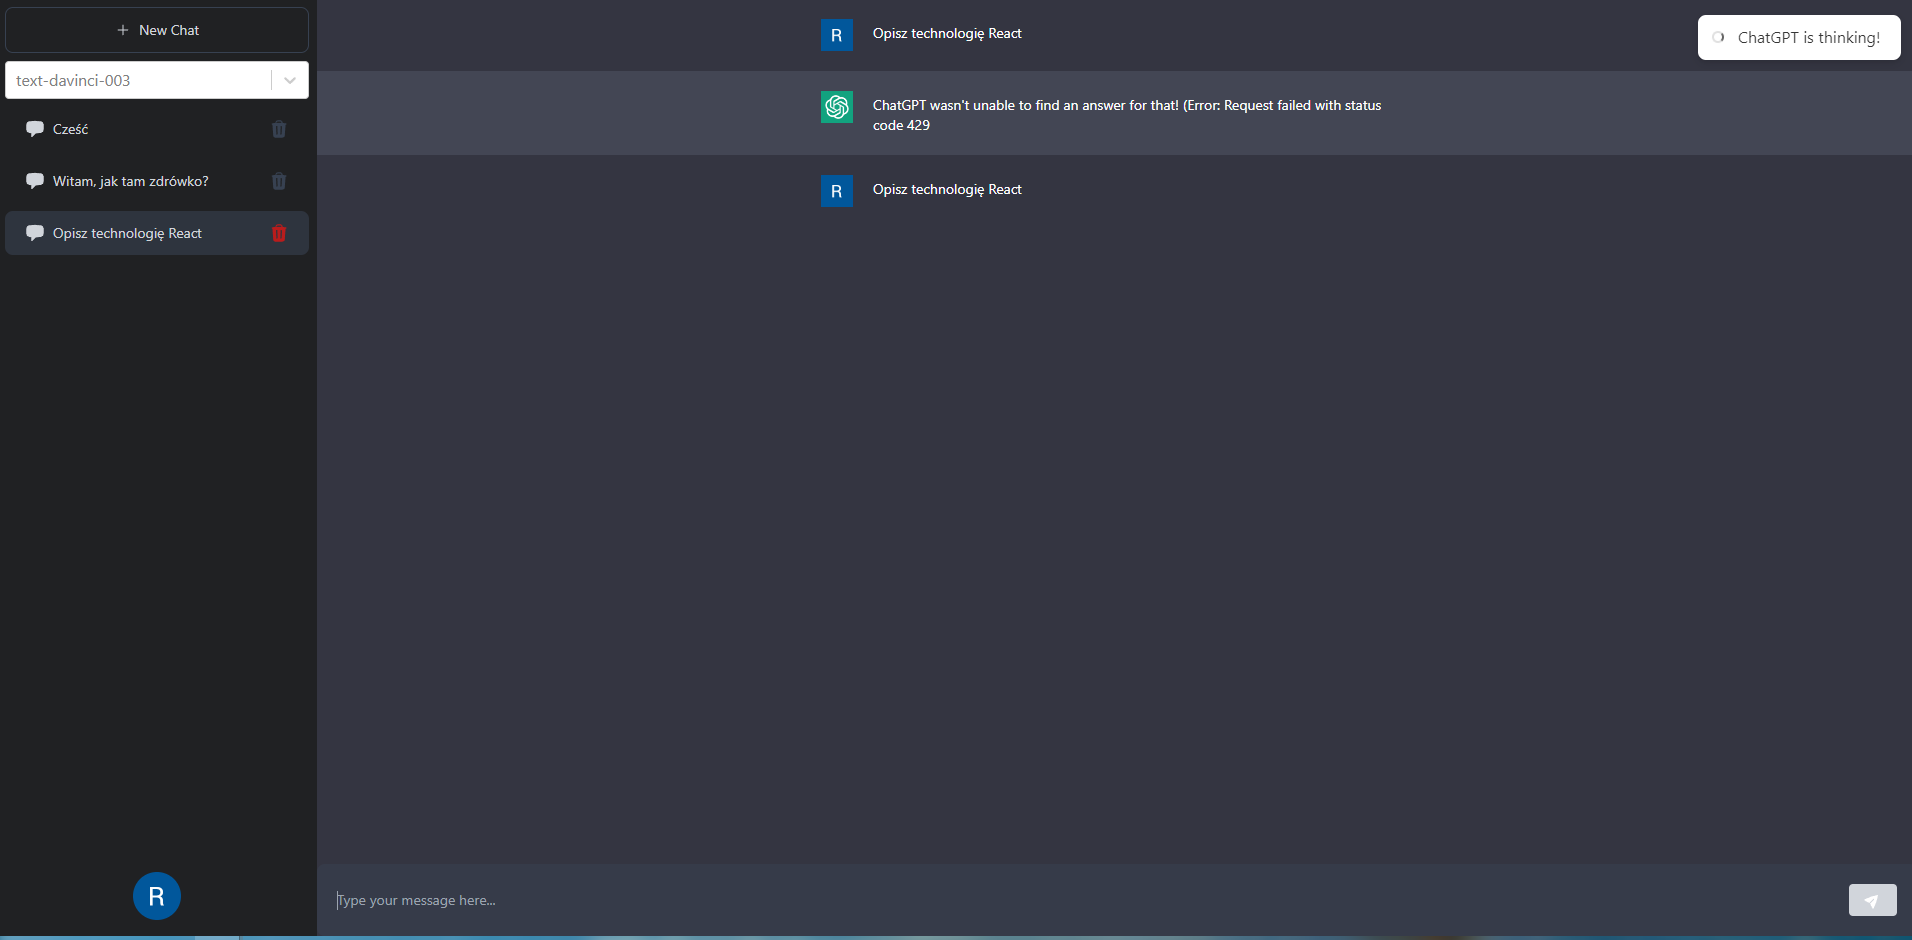 New Chat
text-davinci-003
Cześć
Witam, jak tam zdrówko?
Opisz technologię React
R
R Opisz technologię React
ChatGPT wasn't unable to find an answer for that! (Error: Request failed with status
code 429
R Opisz technologię React
ChatGPT is thinking!
Type your message here...